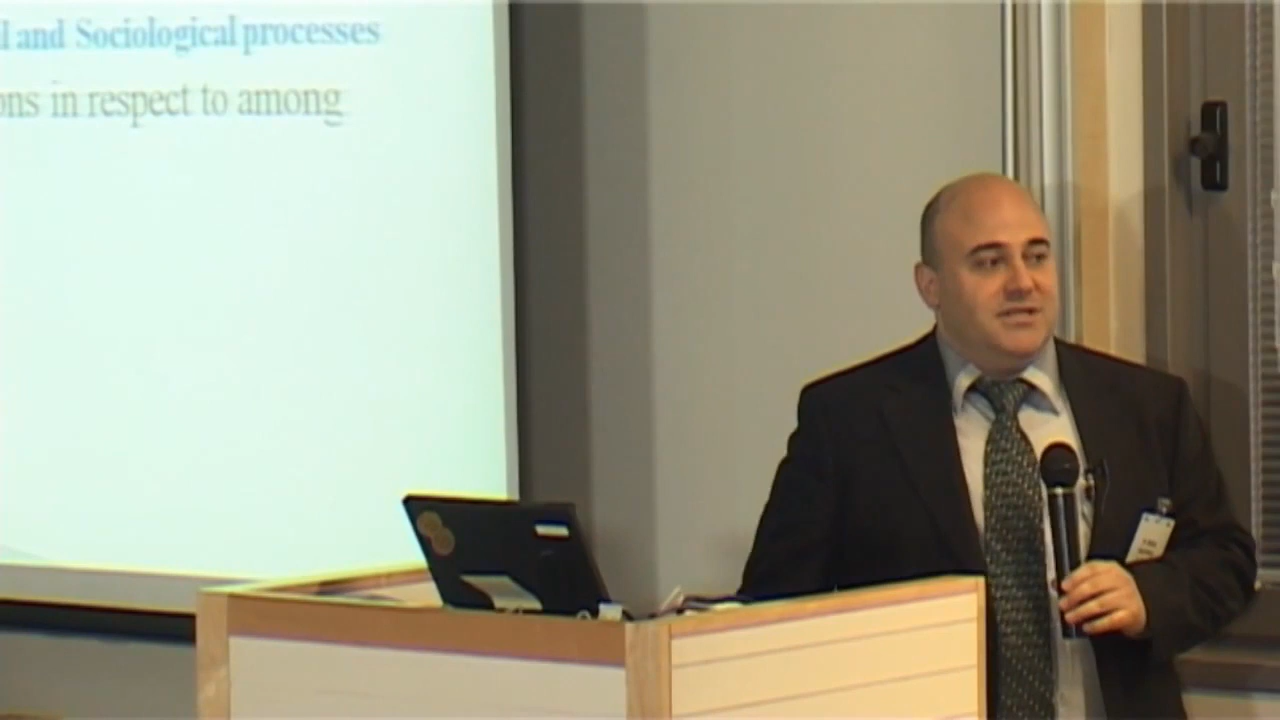 l and Sociological processes
ons in respect to among